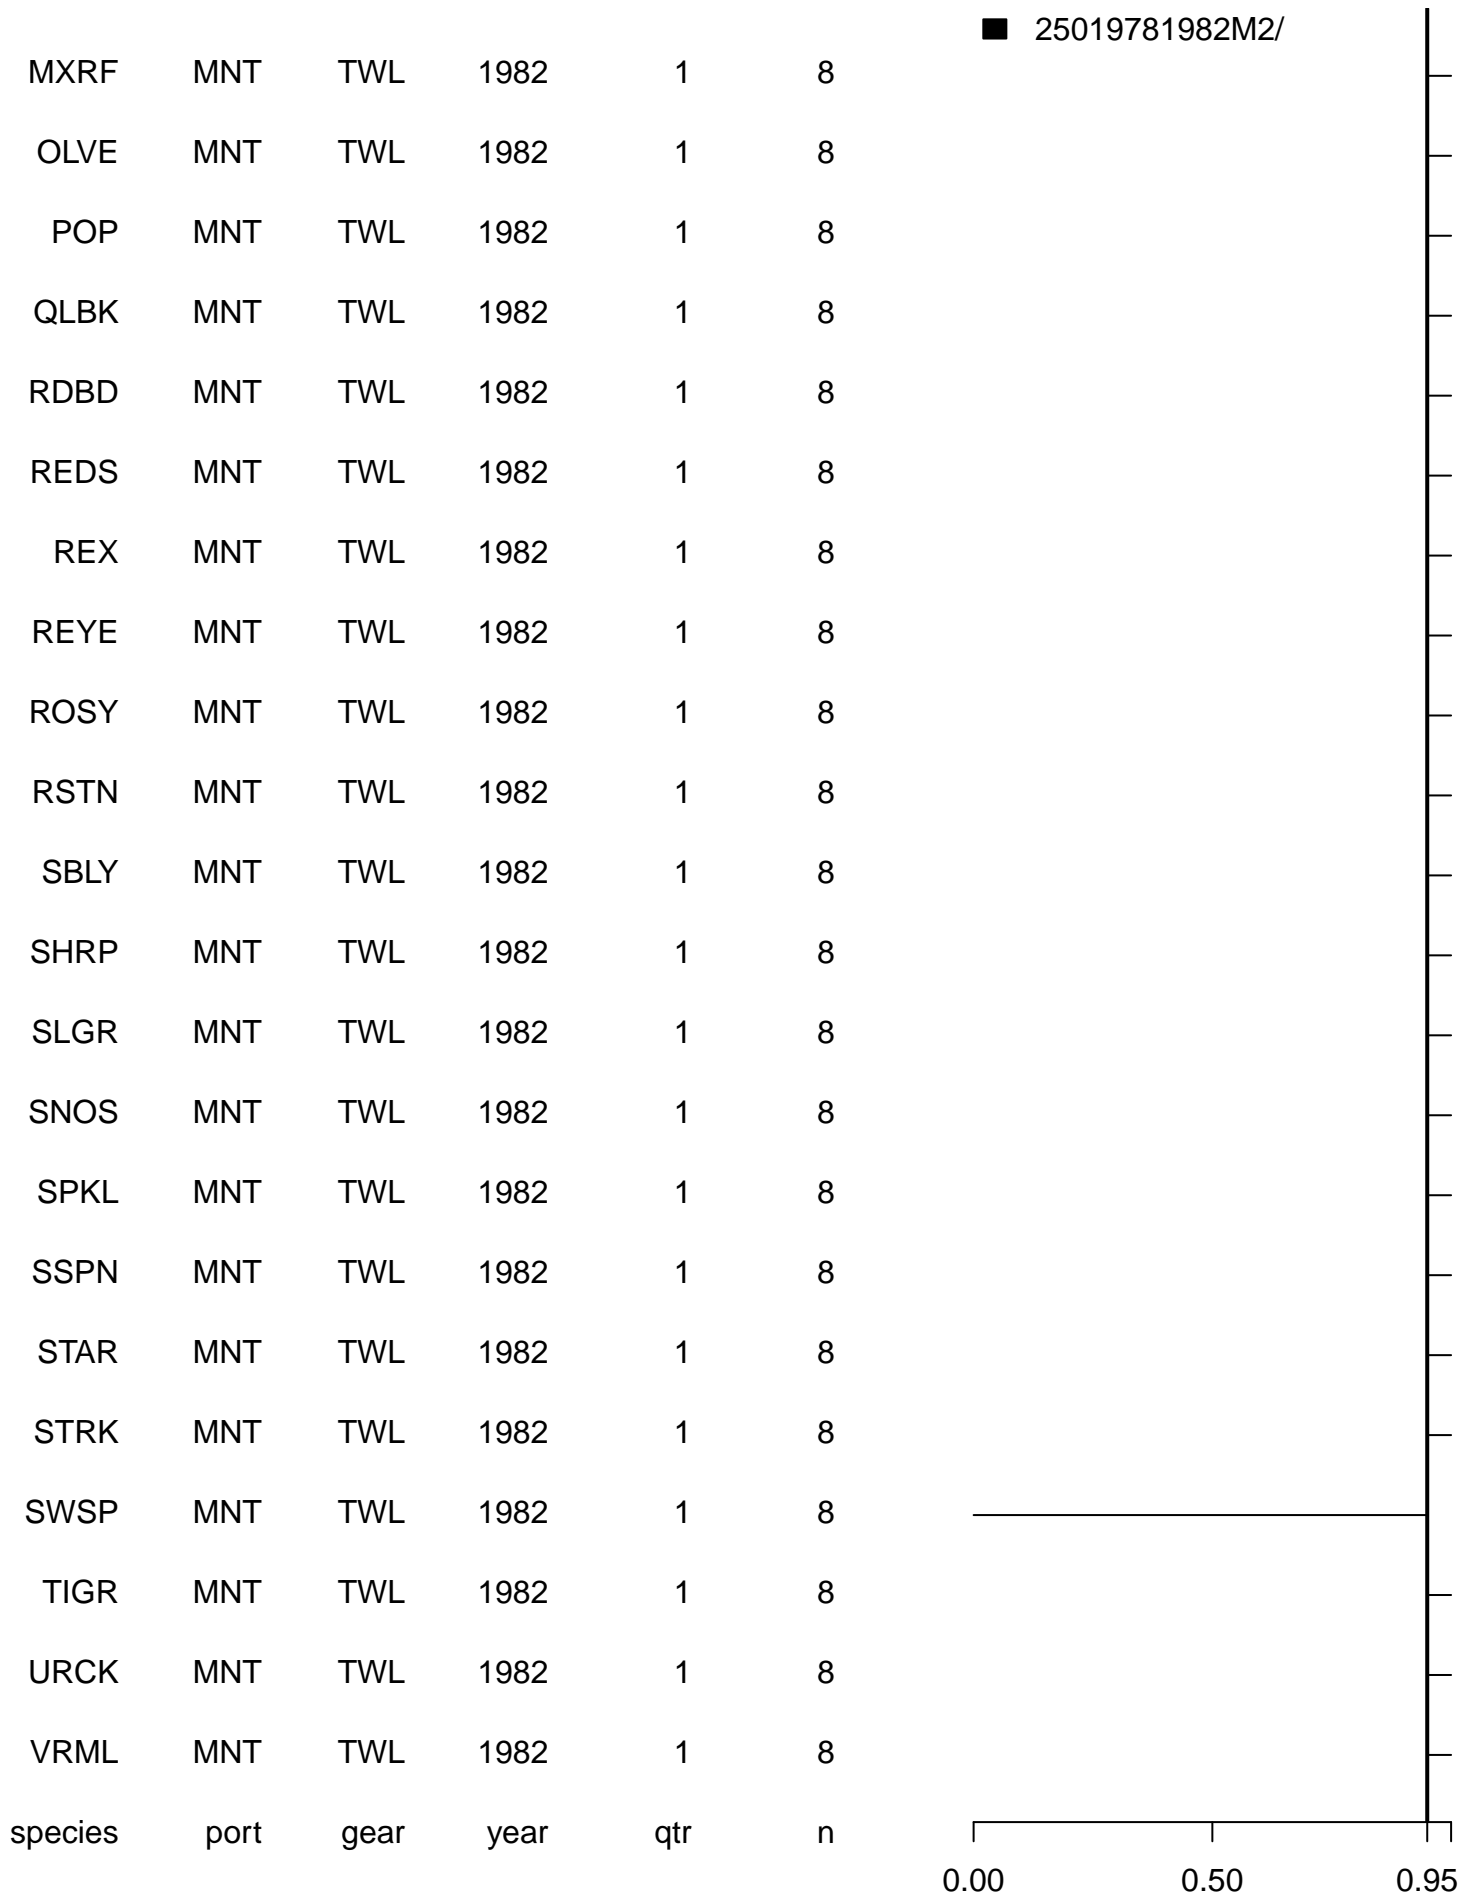 25019781982M2/
MXRF MNT TWL 1982 1 8
OLVE MNT TWL 1982 1 8
POP MNT TWL 1982 1 8
QLBK MNT TWL 1982 1 8
RDBD MNT TWL 1982 1 8
REDS MNT TWL 1982 1 8
REX MNT TWL 1982 1 8
REYE MNT TWL 1982 1 8
ROSY MNT TWL 1982 1 8
RSTN MNT TWL 1982 1 8
SBLY MNT TWL 1982 1 8
SHRP MNT TWL 1982 1 8
SLGR MNT TWL 1982 1 8
SNOS MNT TWL 1982 1 8
SPKL MNT TWL 1982 1 8
SSPN MNT TWL 1982 1 8
STAR MNT TWL 1982 1 8
STRK MNT TWL 1982 1 8
SWSP MNT TWL 1982 1 8
TIGR MNT TWL 1982 1 8
URCK MNT TWL 1982 1 8
VRML MNT TWL 1982 1 8
species port gear year qtr n
0.00 0.50 0.95